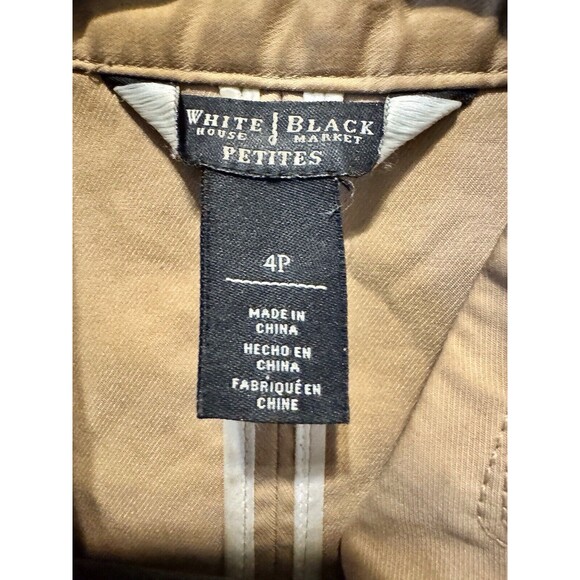 WHITE BLACK
HOUSE MARKET
PETITES
4P
MADE IN
CHINA
HECHO EN
CHINA
FABRIQUÉ EN
CHINE